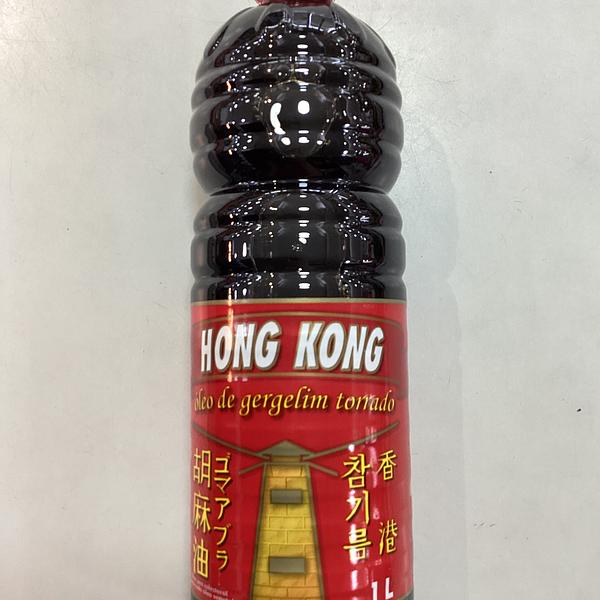 HONG KONG
óleo de gergelim torrado
胡麻油
ゴマアブラ
참기름
香港
1L